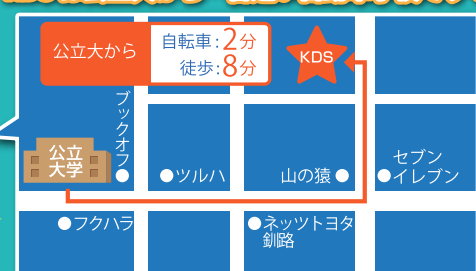 公立大から
自転車:2分
徒歩:8分
KDS
ブックオフ
公立
大学
ツルハ
山の猿
セブン
イレブン
フクハラ
ネッツトヨタ
釧路